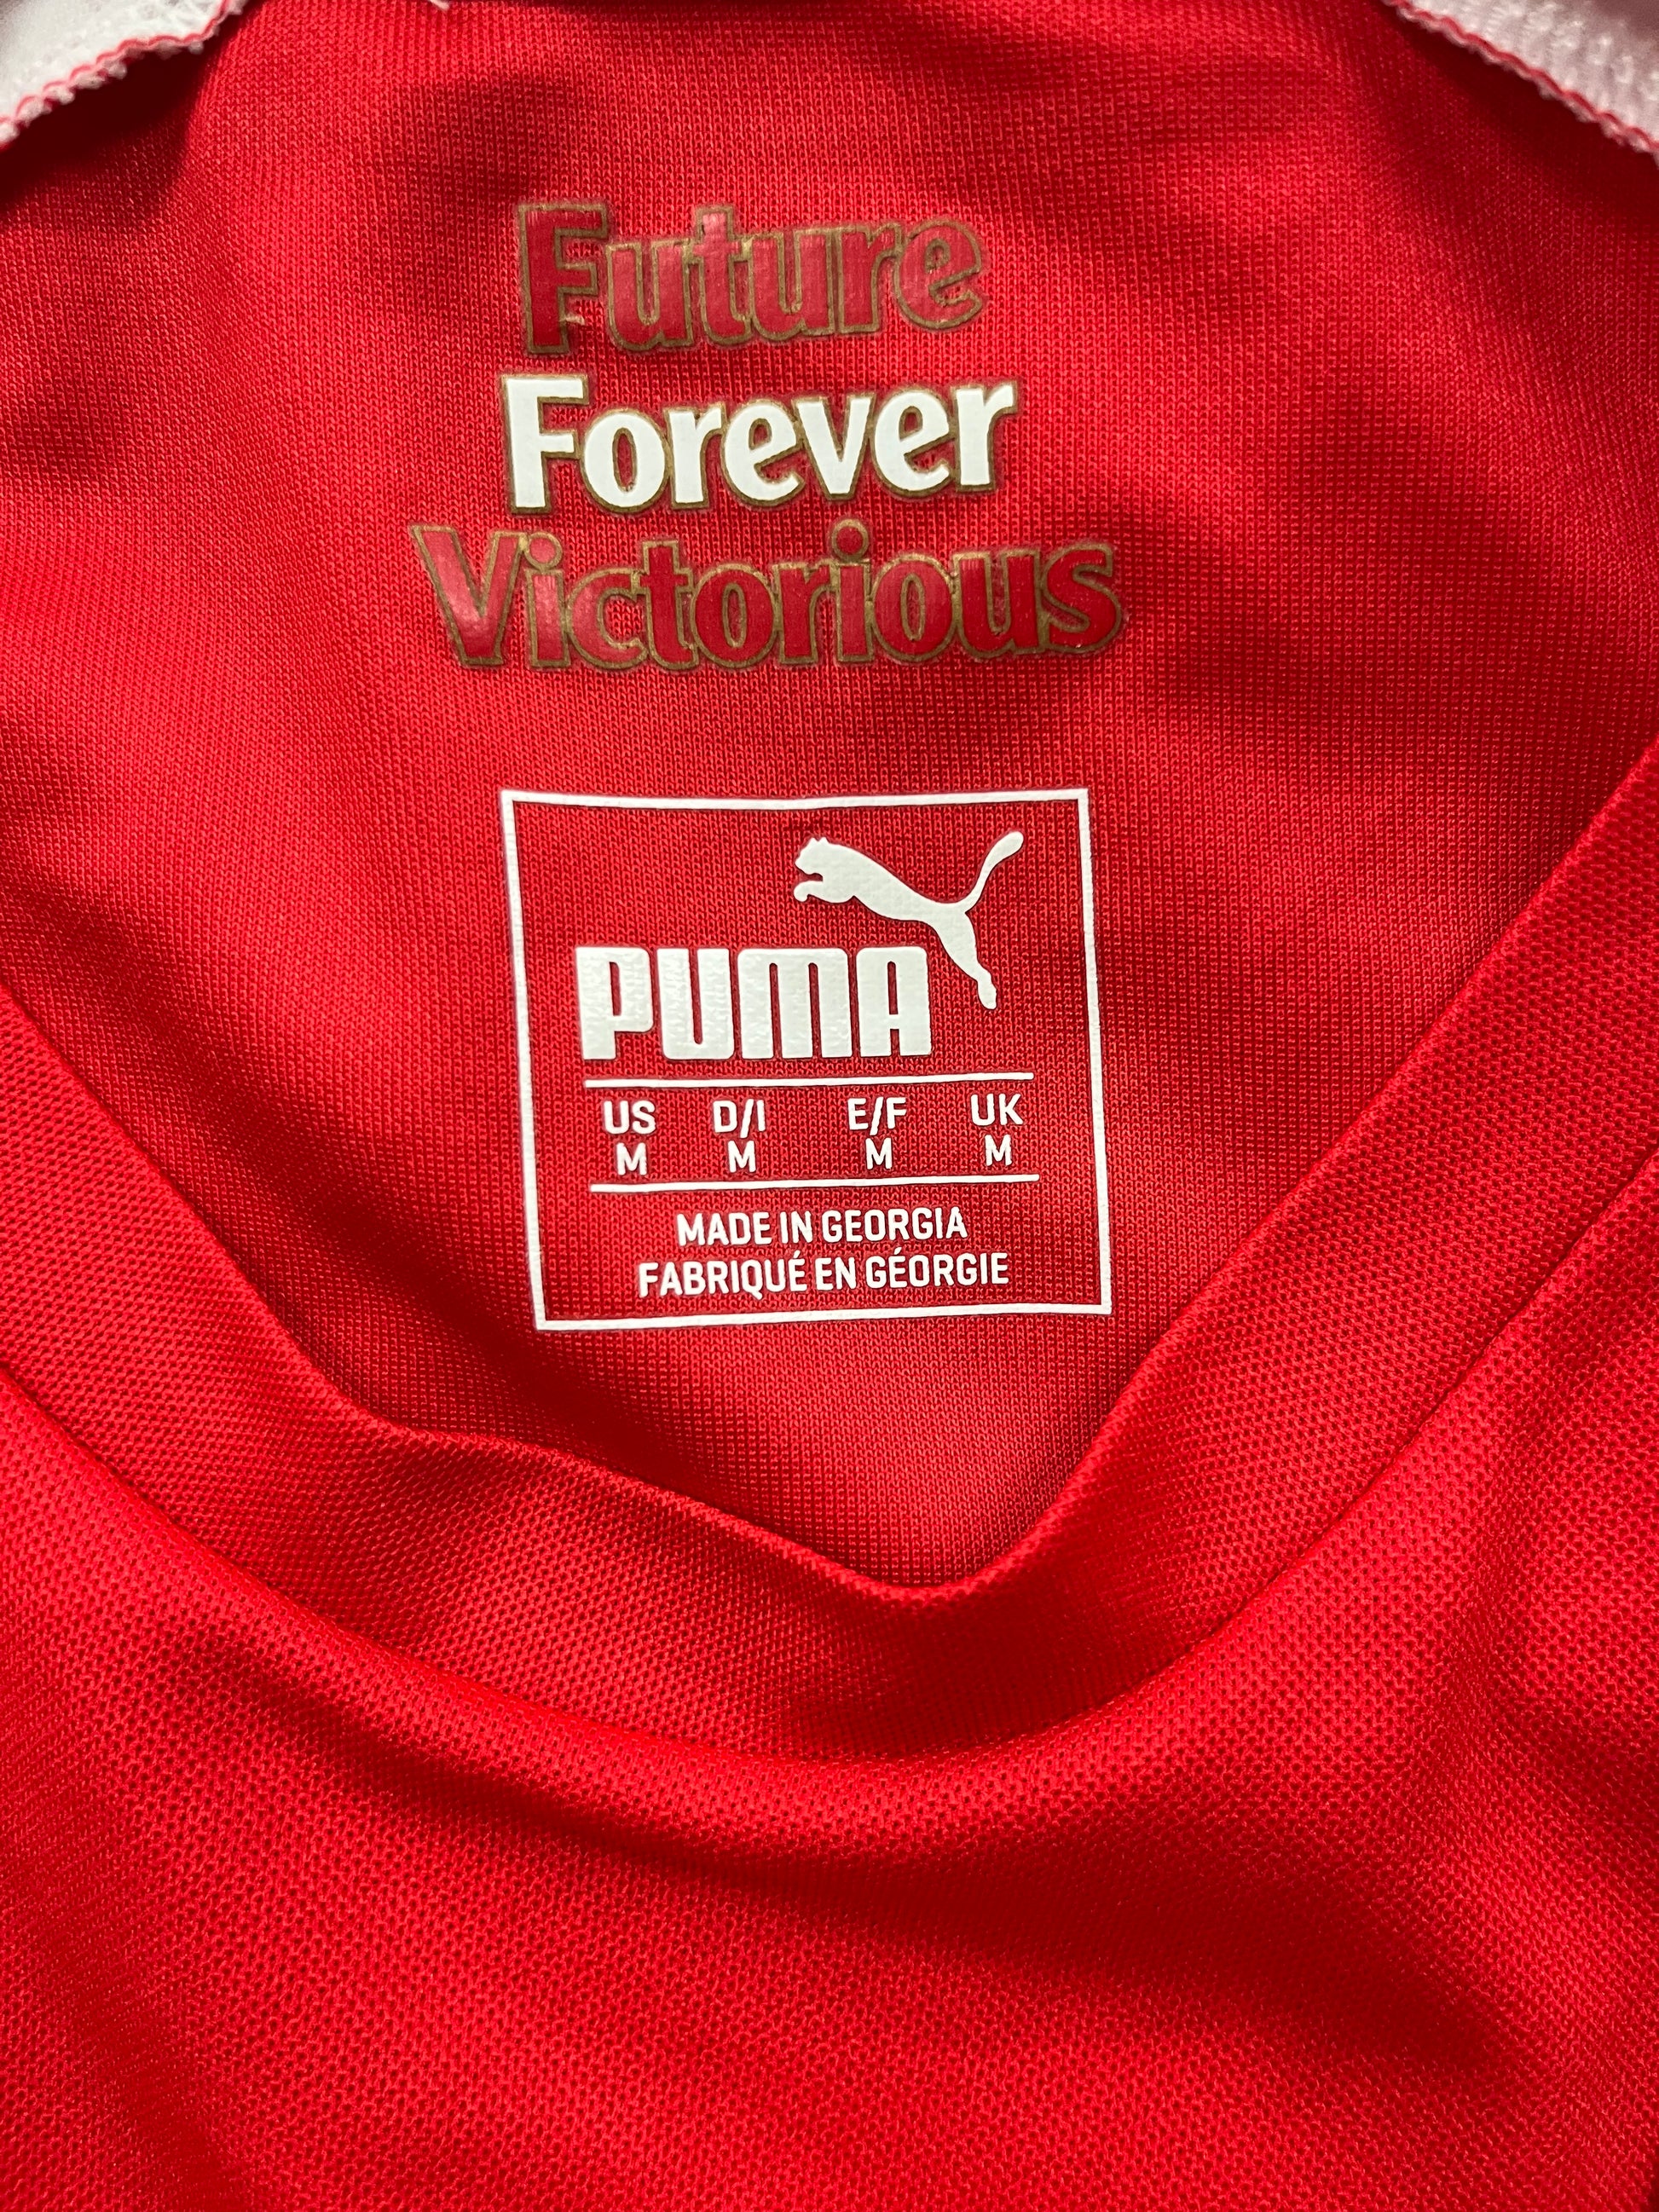 Future
Forever
Victorious
PUMA
US D/I E/F UK
M M M M
MADE IN GEORGIA
FABRIQUÉ EN GÉORGIE